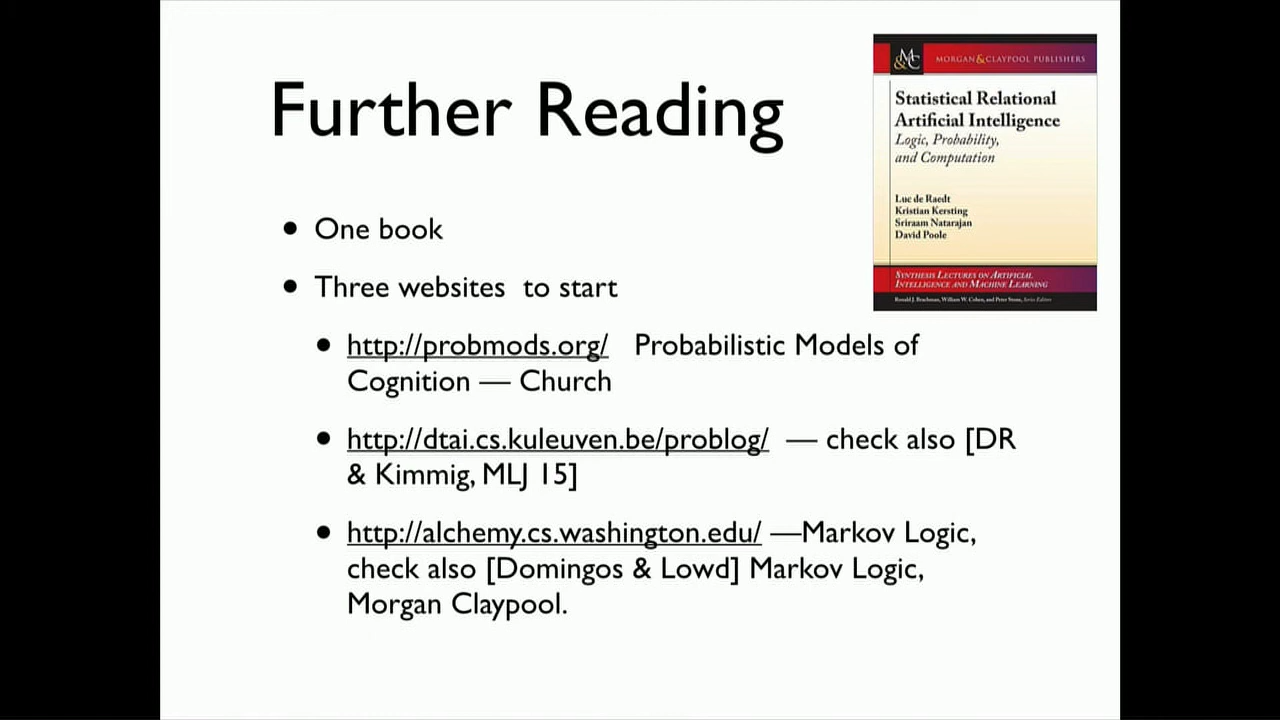 Further Reading
M&C MORGAN&CLAYPOOL PUBLISHERS
Statistical Relational
Artificial Intelligence
Logic, Probability,
and Computation
Luc de Raedt
Kristian Kersting
Sriraam Natarajan
David Poole
SYNTHESIS LECTURES ON ARTIFICIAL
INTELLIGENCE AND MACHINE LEARNING
Ronald J. Brachman, William W. Cohen, and Peter Stone, Series Editors
• One book
• Three websites to start
• http://probmods.org/ Probabilistic Models of
Cognition — Church
• http://dtai.cs.kuleuven.be/problog/ — check also [DR
& Kimmig, MLJ 15]
• http://alchemy.cs.washington.edu/ —Markov Logic,
check also [Domingos & Lowd] Markov Logic,
Morgan Claypool.